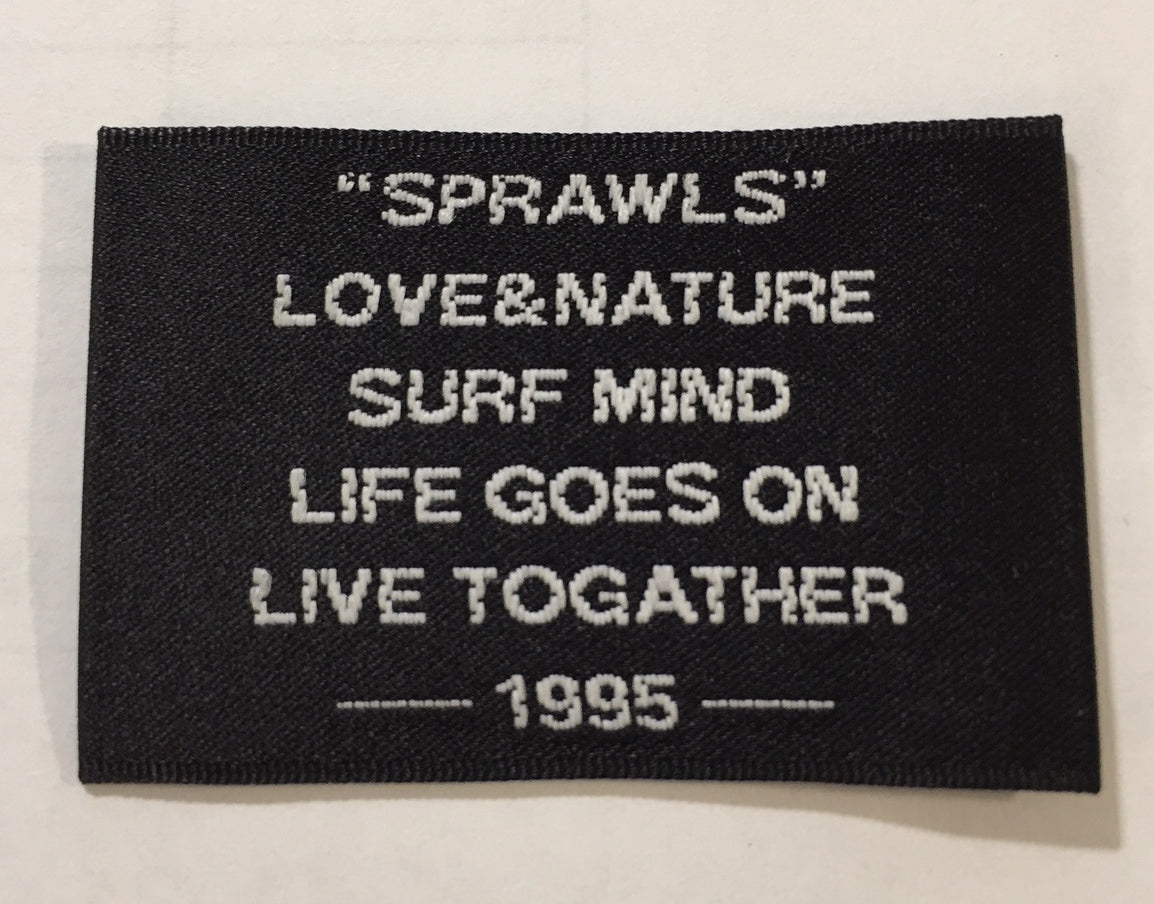 “SPRAWLS”
LOVE&NATURE
SURF MIND
LIFE GOES ON
LIVE TOGATHER
1995